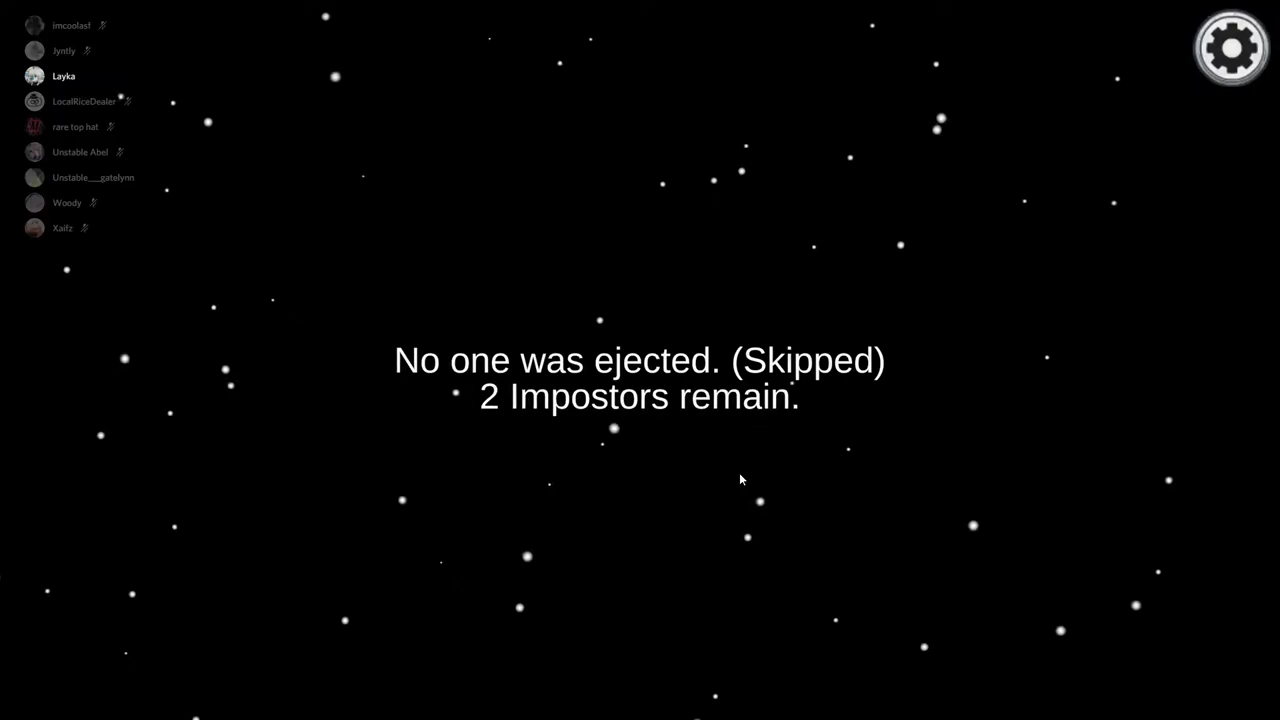 imcoolasf
Jyntly
Layka
LocalRiceDealer
rare top hat
Unstable Abel
Unstable__gatelynn
Woody
Xaifz
No one was ejected. (Skipped)
2 Impostors remain.